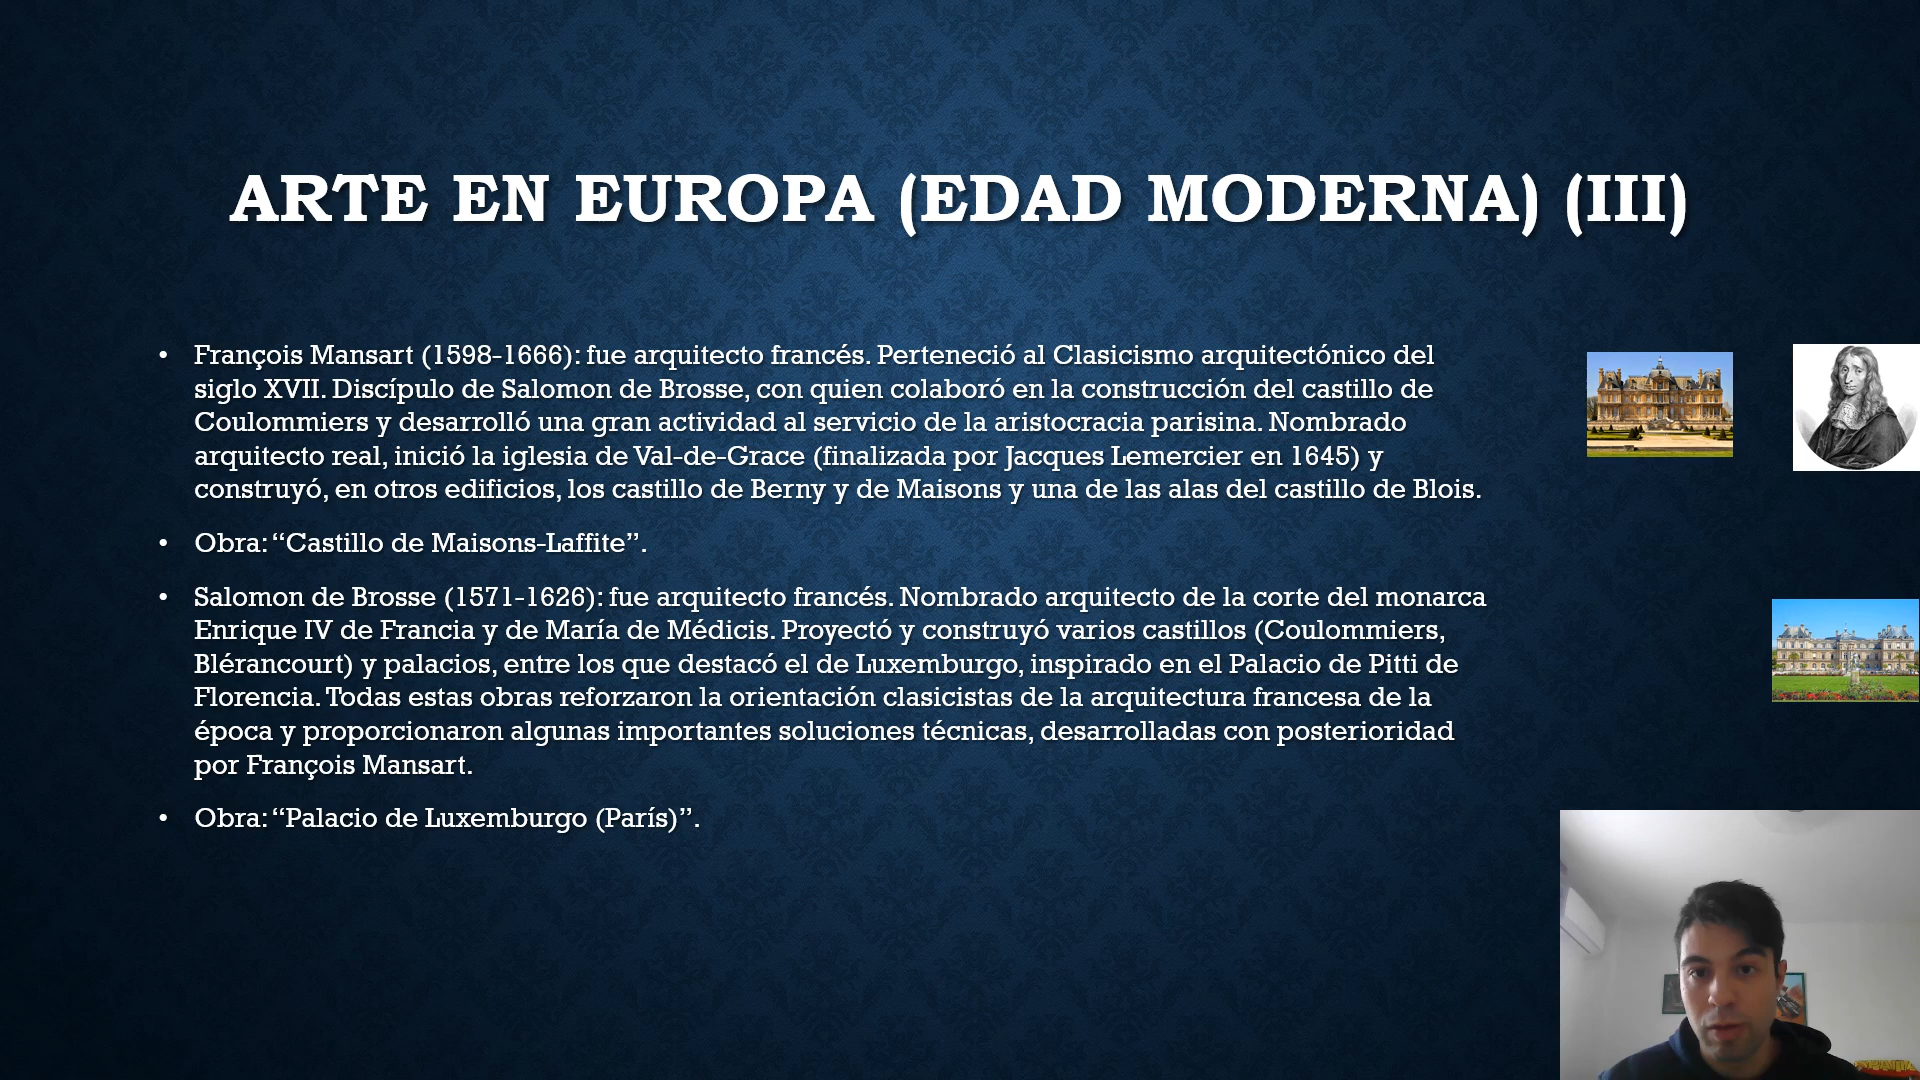 ARTE EN EUROPA (EDAD MODERNA) (III)
• François Mansart (1598-1666): fue arquitecto francés. Perteneció al Clasicismo arquitectónico del
siglo XVII. Discípulo de Salomon de Brosse, con quien colaboró en la construcción del castillo de
Coulommiers y desarrolló una gran actividad al servicio de la aristocracia parisina. Nombrado
arquitecto real, inició la iglesia de Val-de-Grace (finalizada por Jacques Lemercier en 1645) y
construyó, en otros edificios, los castillo de Berny y de Maisons y una de las alas del castillo de Blois.
• Obra: “Castillo de Maisons-Laffite”.
• Salomon de Brosse (1571-1626): fue arquitecto francés. Nombrado arquitecto de la corte del monarca
Enrique IV de Francia y de María de Médicis. Proyectó y construyó varios castillos (Coulommiers,
Blérancourt) y palacios, entre los que destacó el de Luxemburgo, inspirado en el Palacio de Pitti de
Florencia. Todas estas obras reforzaron la orientación clasicistas de la arquitectura francesa de la
época y proporcionaron algunas importantes soluciones técnicas, desarrolladas con posterioridad
por François Mansart.
• Obra: “Palacio de Luxemburgo (París)”.